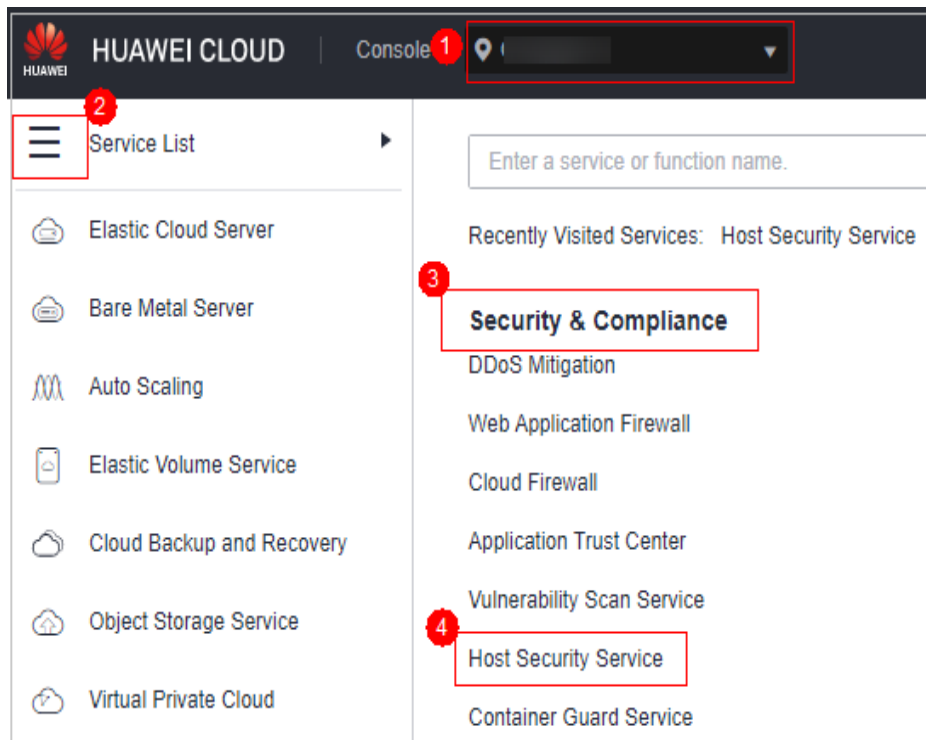 HUAWEI
HUAWEI CLOUD
Console
1
2
Service List
Elastic Cloud Server
Bare Metal Server
Auto Scaling
Elastic Volume Service
Cloud Backup and Recovery
Object Storage Service
Virtual Private Cloud
Enter a service or function name.
Recently Visited Services: Host Security Service
3
Security & Compliance
DDoS Mitigation
Web Application Firewall
Cloud Firewall
Application Trust Center
Vulnerability Scan Service
4
Host Security Service
Container Guard Service